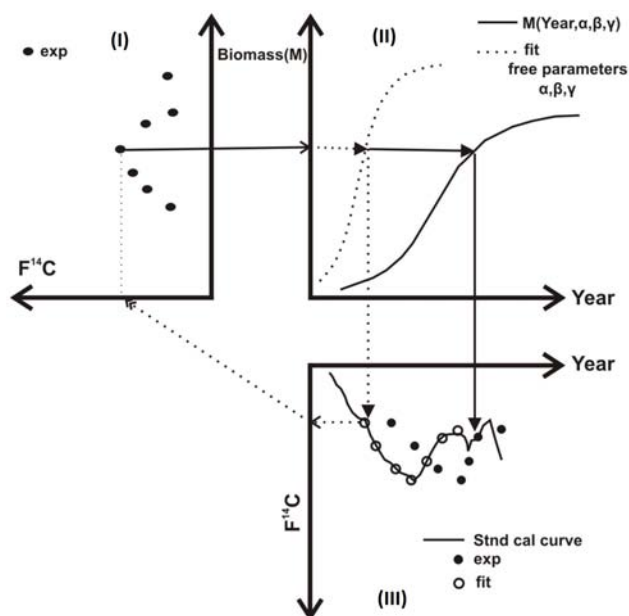 (I)
exp
Biomass(M)
(II)
M(Year,α,β,γ)
fit
free parameters
α,β,γ
F¹⁴C
Year
Year
F¹⁴C
Stnd cal curve
exp
fit
(III)